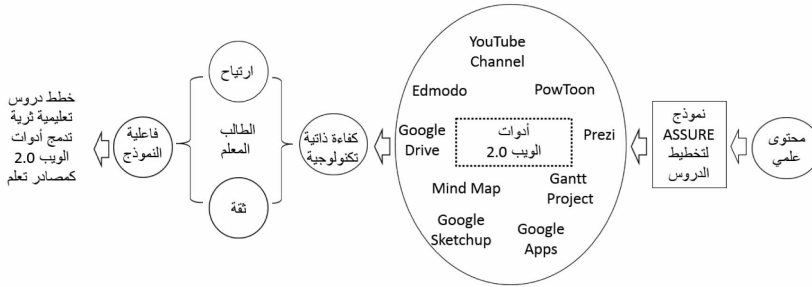 محتوى
علمي
نموذج
ASSURE
لتخطيط
الدروس
YouTube
Channel
Edmodo
PowToon
Google
Drive
أدوات
الويب 2.0
Prezi
Mind Map
Gantt
Project
Google
Sketchup
Google
Apps
كفاءة ذاتية
تكنولوجية
ارتياح
الطالب
المعلم
ثقة
فاعلية
النموذج
خطط دروس
تعليمية ثرية
تدمج أدوات
الويب 2.0
كمصادر تعلم